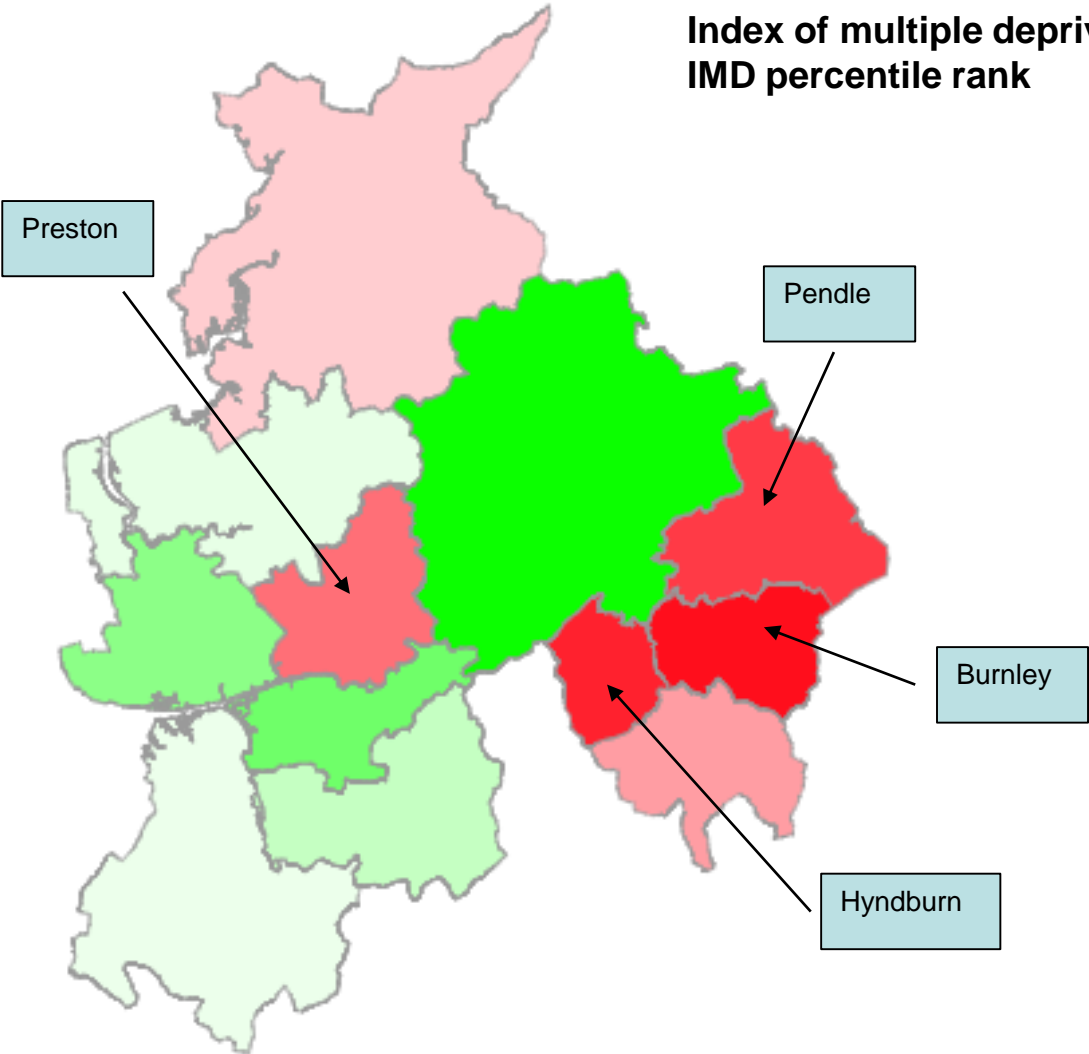 Index of multiple depriv
IMD percentile rank
Preston
Pendle
Burnley
Hyndburn